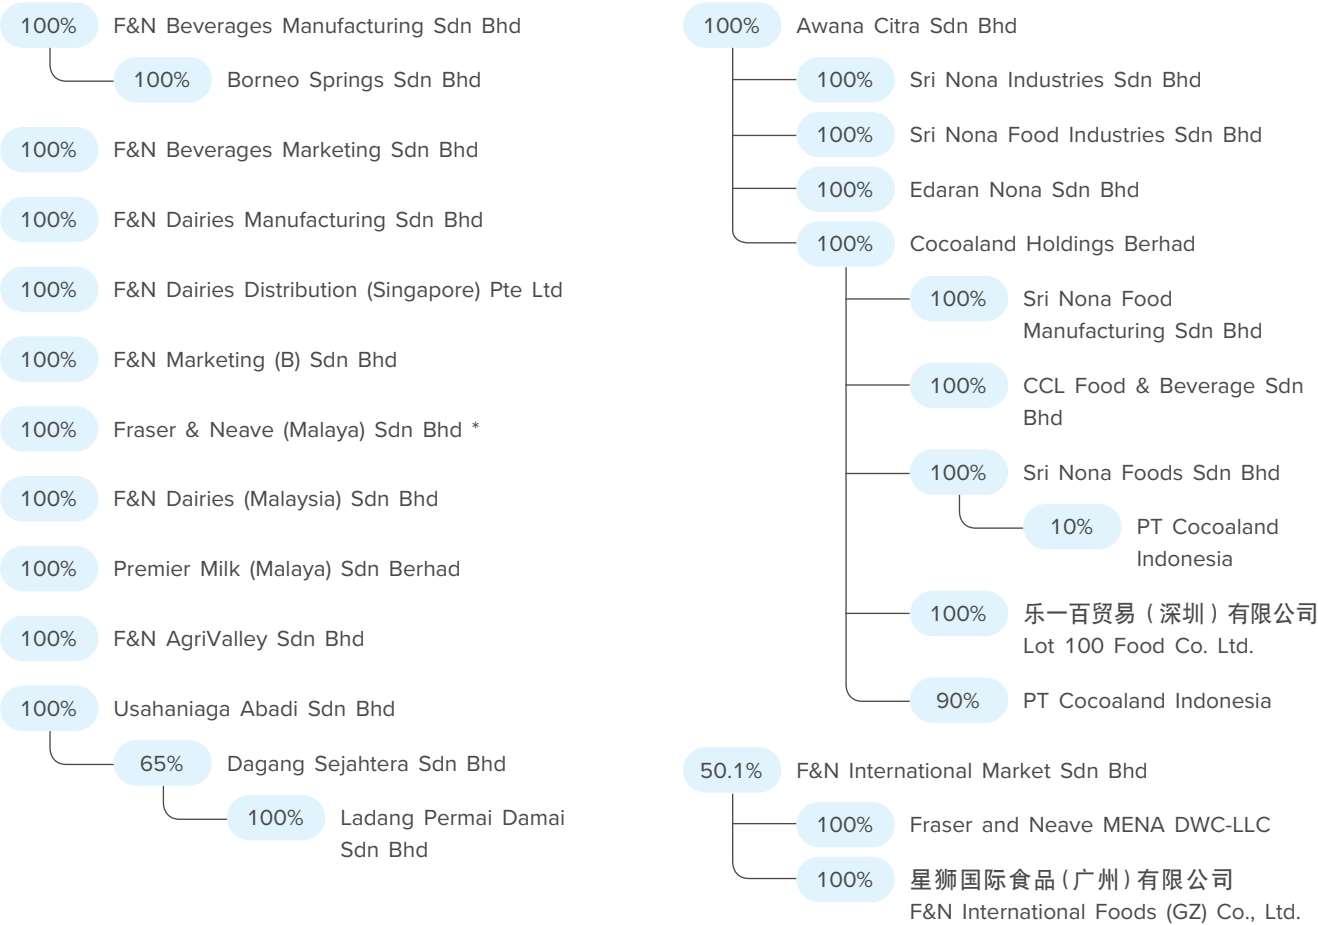 100% F&N Beverages Manufacturing Sdn Bhd
100% Borneo Springs Sdn Bhd
100% F&N Beverages Marketing Sdn Bhd
100% F&N Dairies Manufacturing Sdn Bhd
100% F&N Dairies Distribution (Singapore) Pte Ltd
100% F&N Marketing (B) Sdn Bhd
100% Fraser & Neave (Malaya) Sdn Bhd *
100% F&N Dairies (Malaysia) Sdn Bhd
100% Premier Milk (Malaya) Sdn Berhad
100% F&N AgriValley Sdn Bhd
100% Usahaniaga Abadi Sdn Bhd
65% Dagang Sejahtera Sdn Bhd
100% Ladang Permai Damai
Sdn Bhd
100% Awana Citra Sdn Bhd
100% Sri Nona Industries Sdn Bhd
100% Sri Nona Food Industries Sdn Bhd
100% Edaran Nona Sdn Bhd
100% Cocoaland Holdings Berhad
100% Sri Nona Food
Manufacturing Sdn Bhd
100% CCL Food & Beverage Sdn
Bhd
100% Sri Nona Foods Sdn Bhd
10% PT Cocoaland
Indonesia
100% 乐一百贸易（深圳）有限公司
Lot 100 Food Co. Ltd.
90% PT Cocoaland Indonesia
50.1% F&N International Market Sdn Bhd
100% Fraser and Neave MENA DWC-LLC
100% 星狮国际食品（广州）有限公司
F&N International Foods (GZ) Co., Ltd.